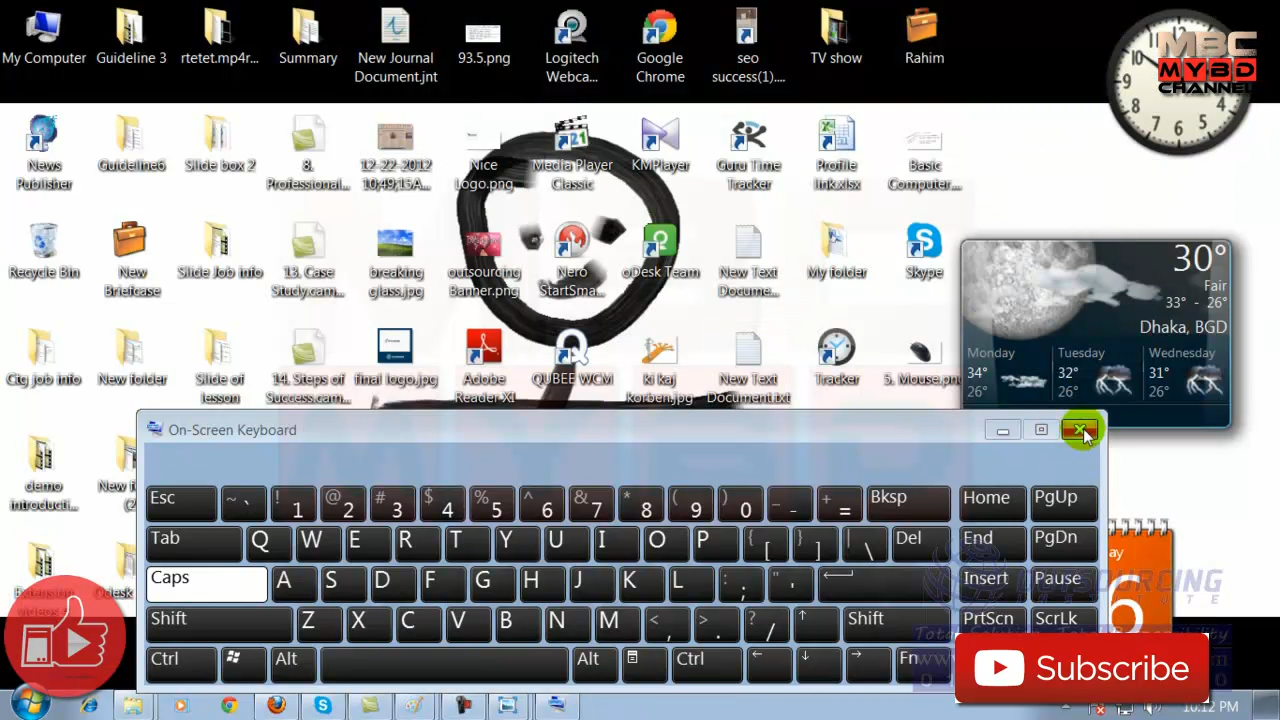 My Computer
Guideline 3
rtetet.mp4r...
Summary
New Journal
Document.jnt
93.5.png
Logitech
Webca...
Google
Chrome
seo
success(1)....
TV show
Rahim
MBC
MYBD
CHANNEL
News
Publisher
Guideline6
Slide box 2
8.
Professional...
12-22-2012
10;49;15A...
Nice
Logo.png
Media Player
Classic
KMPlayer
Guru Time
Tracker
Profile
link.xlsx
Basic
Computer...
Recycle Bin
New
Briefcase
Slide Job info
13. Case
Study.cam...
breaking
glass.jpg
outsourcing
Banner.png
Nero
StartSma...
oDesk Team
New Text
Docume...
My folder
Skype
30°
Fair
33° - 26°
Dhaka, BGD
Monday
34°
26°
Tuesday
32°
26°
Wednesday
31°
26°
Ctg job info
New folder
Slide of
lesson
14. Steps of
Success.cam...
final logo.jpg
Adobe
Reader XI
QUBEE WCM
ki kaj
korben.jpg
New Text
Document.txt
Tracker
5. Mouse.pn
demo
introducti...
On-Screen Keyboard
Esc ~ ` ! 1 @ 2 # 3 $ 4 % 5 ^ 6 & 7 * 8 ( 9 ) 0 _ - + = Bksp Home PgUp
Tab Q W E R T Y U I O P { [ } ] | \ Del End PgDn
Caps A S D F G H J K L : ; " ' Insert Pause
Shift Z X C V B N M < , > . ? / ↑ Shift PrtScn ScrLk
Ctrl Alt Alt Ctrl ← ↓ → Fn
OUTSOURCING
Subscribe
10:12 PM